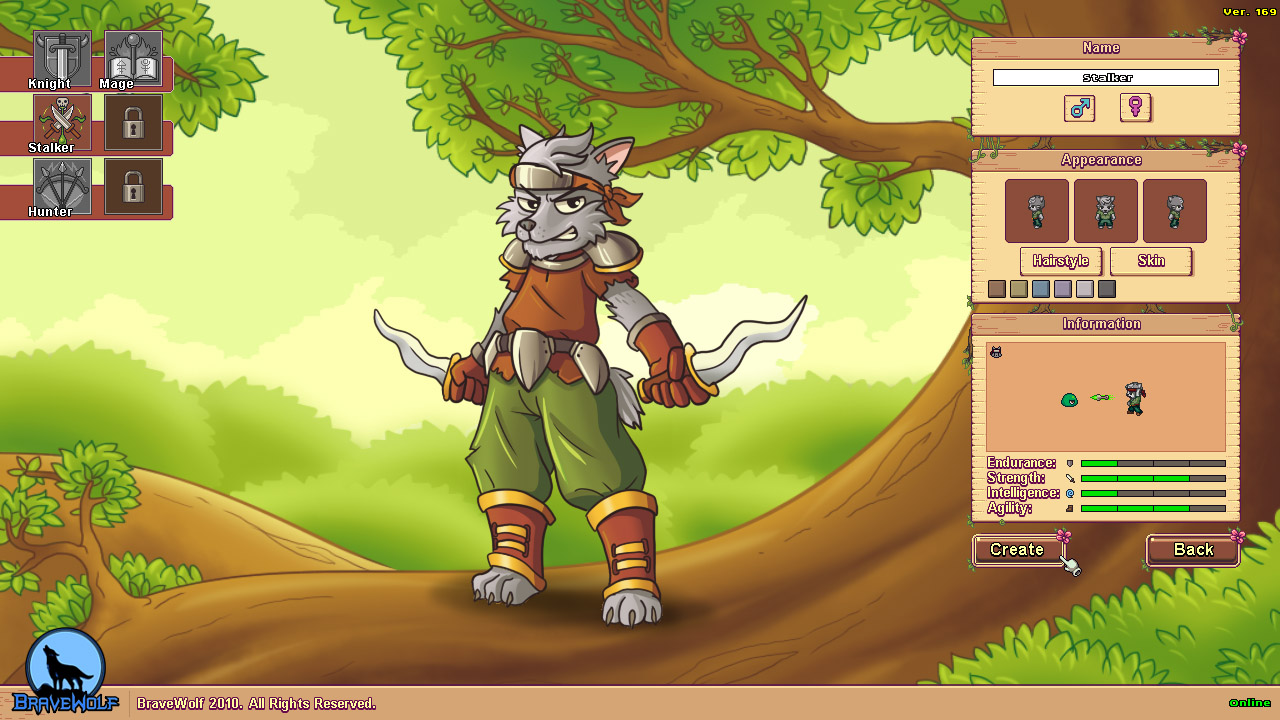 Ver. 169
Knight
Mage
Stalker
Hunter
Name
Stalker
Appearance
Hairstyle
Skin
Information
Endurance:
Strength:
Intelligence:
Agility:
Create
Back
BRAVEWOLF
BraveWolf 2010. All Rights Reserved.
Online